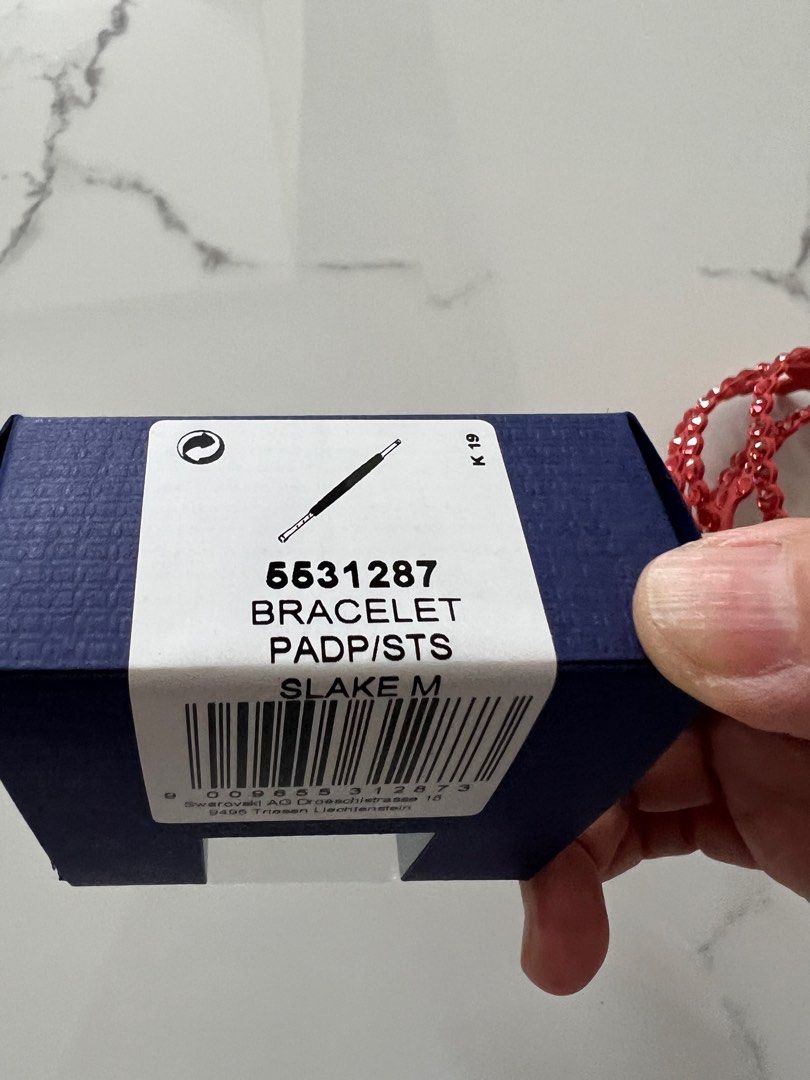 K 19
5531287
BRACELET
PADP/STS
SLAKE M
9 009655 312873
Swarovski AG Droeschistrasse 15
9495 Triesen Liechtenstein